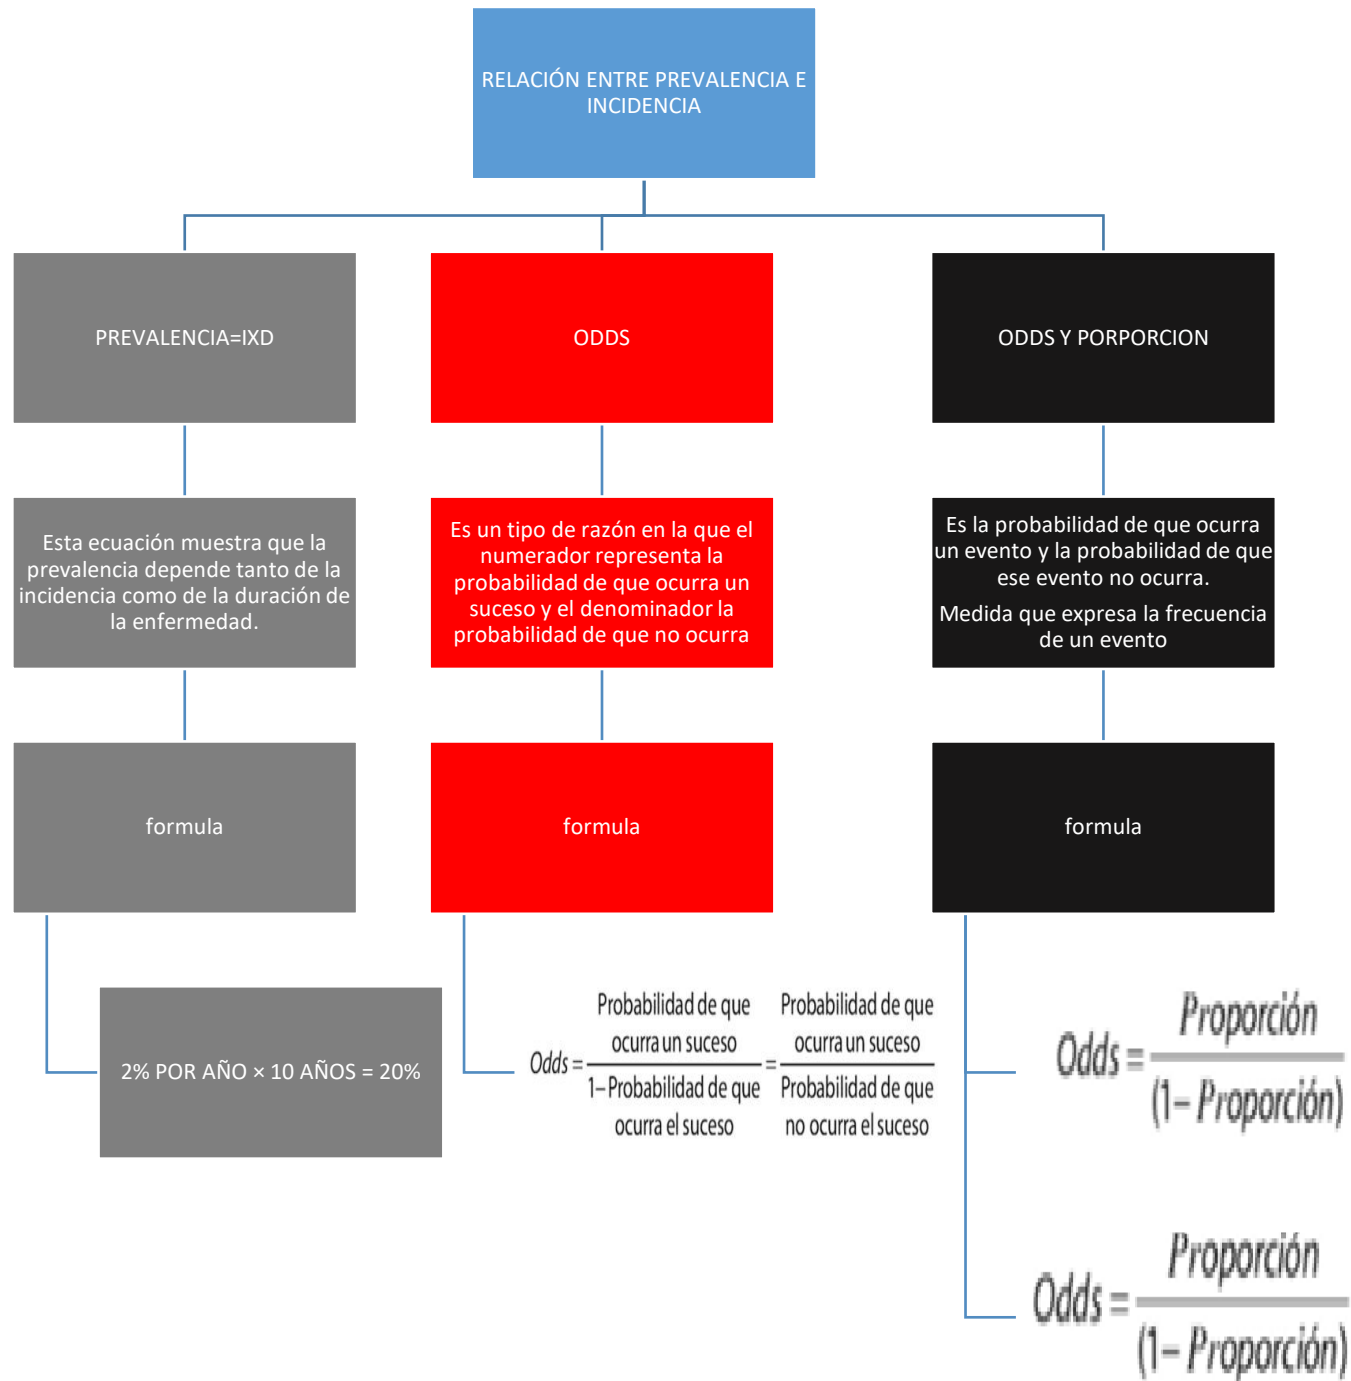 RELACIÓN ENTRE PREVALENCIA E
INCIDENCIA
PREVALENCIA=IXD
ODDS
ODDS Y PORPORCION
Esta ecuación muestra que la
prevalencia depende tanto de la
incidencia como de la duración de
la enfermedad.
Es un tipo de razón en la que el
numerador representa la
probabilidad de que ocurra un
suceso y el denominador la
probabilidad de que no ocurra
Es la probabilidad de que ocurra
un evento y la probabilidad de que
ese evento no ocurra.
Medida que expresa la frecuencia
de un evento
formula
formula
formula
2% POR AÑO × 10 AÑOS = 20%
Odds = Probabilidad de que ocurra un suceso / 1– Probabilidad de que ocurra el suceso = Probabilidad de que ocurra un suceso / Probabilidad de que no ocurra el suceso
Odds = Proporción / (1– Proporción)
Odds = Proporción / (1– Proporción)